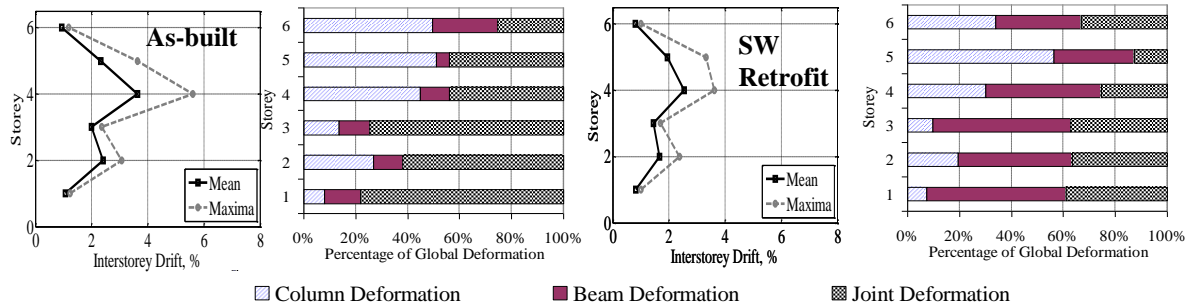 As-built
Storey
6
4
2
0
0 2 4 6 8
Interstorey Drift, %
Mean
Maxima
Storey
6
5
4
3
2
1
0% 20% 40% 60% 80% 100%
Percentage of Global Deformation
SW
Retrofit
Storey
6
4
2
0
0 2 4 6 8
Interstorey Drift, %
Mean
Maxima
Storey
6
5
4
3
2
1
0% 20% 40% 60% 80% 100%
Percentage of Global Deformation
Column Deformation Beam Deformation Joint Deformation